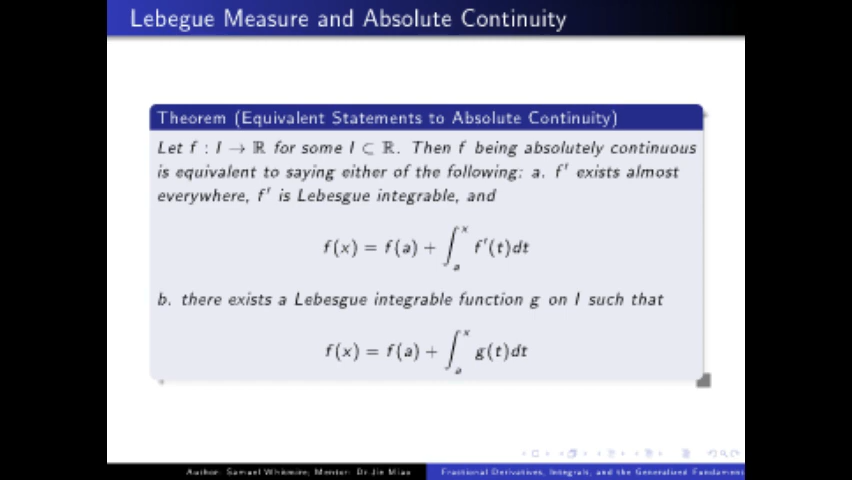 Lebegue Measure and Absolute Continuity
Theorem (Equivalent Statements to Absolute Continuity)
Let f : I → ℝ for some I ⊂ ℝ. Then f being absolutely continuous
is equivalent to saying either of the following: a. f′ exists almost
everywhere, f′ is Lebesgue integrable, and
f(x) = f(a) + ∫ₐˣ f′(t)dt
b. there exists a Lebesgue integrable function g on I such that
f(x) = f(a) + ∫ₐˣ g(t)dt
Author: Samuel Whitmire, Mentor: Dr Jie Miao
Fractional Derivatives, Integrals, and the Generalized Fundamen